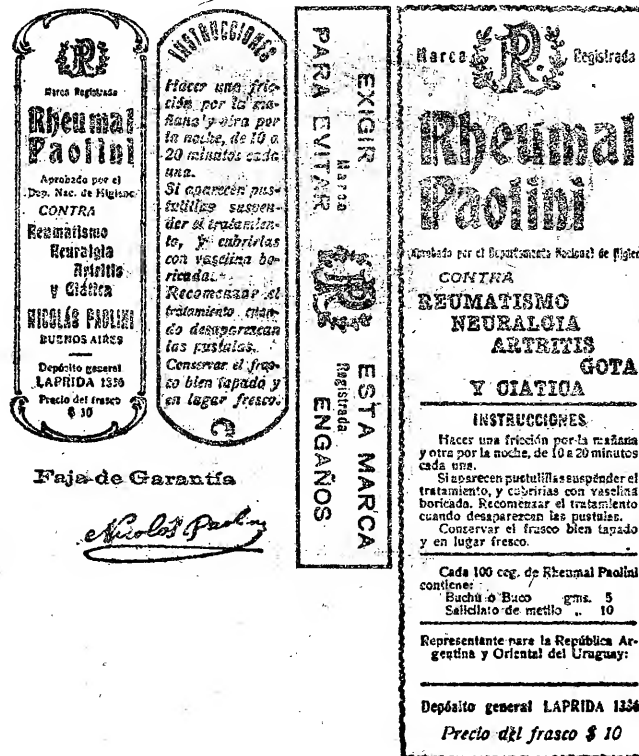 Marca Registrada
Rheumal
Paolini
Aprobado por el
Dep. Nac. de Higiene
CONTRA
Reumatismo
Neuralgia
Artritis
y Ciática
NICOLÁS PAOLINI
BUENOS AIRES
Depósito general
LAPRIDA 1336
Precio del frasco
$ 10
INSTRUCCIONES
Hacer una fric-
ción por la ma-
ñana y otra por
la noche, de 10 a
20 minutos cada
una.
Si aparecen pus-
tulillas suspen-
der el tratamien-
to, y cubrirlas
con vaselina bo-
ricada.
Recomenzar el
tratamiento cuan-
do desaparezcan
las pustulas.
Conservar el fras-
co bien tapado y
en lugar fresco.
Faja de Garantía
Nicolás Paolini
EXIGIR Marca PR Registrada ESTA MARCA
PARA EVITAR ENGAÑOS
Marca PR Registrada
Rheumal
Paolini
Aprobado por el Departamento Nacional de Higien
CONTRA
REUMATISMO
NEURALGIA
ARTRITIS
GOTA
Y CIATICA
INSTRUCCIONES
Hacer una fricción por la mañana
y otra por la noche, de 10 a 20 minutos
cada una.
Si aparecen pustulillas suspender el
tratamiento, y cubrirlas con vaselina
boricada. Recomenzar el tratamiento
cuando desaparezcan las pustulas.
Conservar el frasco bien tapado
y en lugar fresco.
Cada 100 ceg. de Rheumal Paolini
contiene:
Buchú ó Buco gms. 5
Salicilato de metilo „ 10
Representante para la República Ar-
gentina y Oriental del Uruguay:
Depósito general LAPRIDA 1336
Precio del frasco $ 10